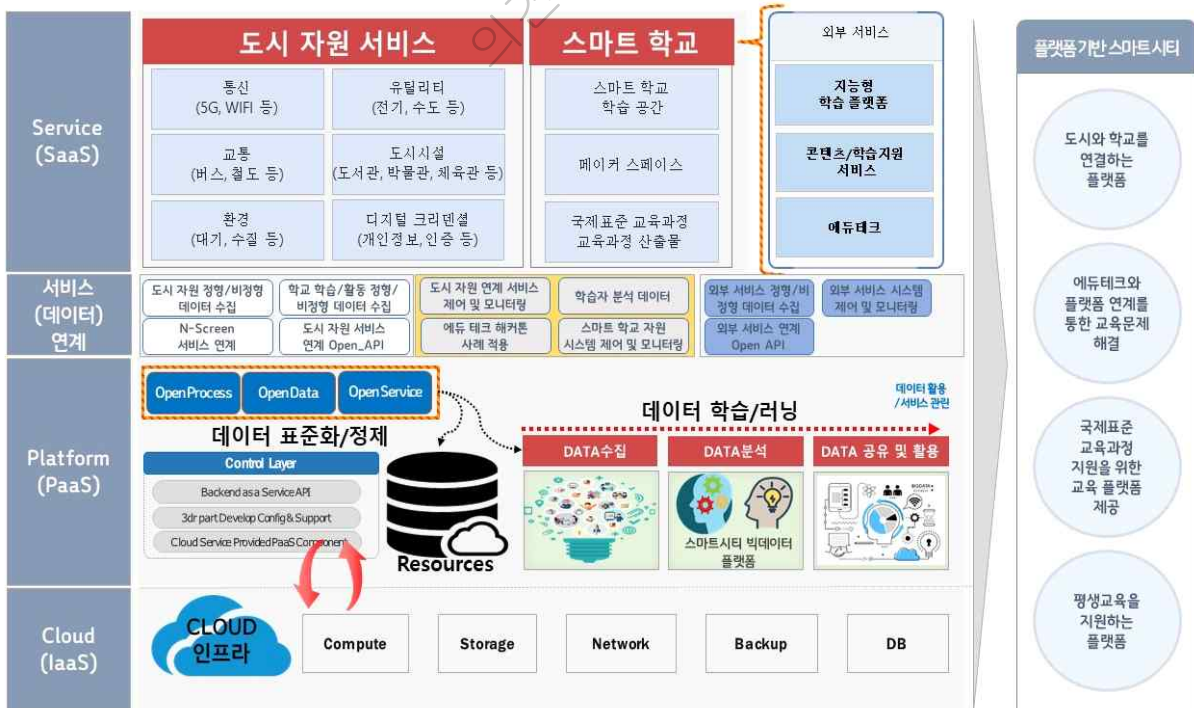 Service
(SaaS)
도시 자원 서비스
통신
(5G, WIFI 등)
유틸리티
(전기, 수도 등)
교통
(버스, 철도 등)
도시시설
(도서관, 박물관, 체육관 등)
환경
(대기, 수질 등)
디지털 크리덴셜
(개인정보, 인증 등)
스마트 학교
스마트 학교
학습 공간
페이커 스페이스
국제표준 교육과정
교육과정 산출물
외부 서비스
지능형
학습 플랫폼
콘텐츠/학습지원
서비스
에듀테크
서비스
(데이터)
연계
도시 자원 정형/비정형
데이터 수집
학교 학습/활동 정형/
비정형 데이터 수집
도시 자원 연계 서비스
제어 및 모니터링
학습자 분석 데이터
외부 서비스 정형/비
정형 데이터 수집
외부 서비스 시스템
제어 및 모니터링
N-Screen
서비스 연계
도시 자원 서비스
연계 Open_API
에듀 테크 해커톤
사례 적용
스마트 학교 자원
시스템 제어 및 모니터링
외부 서비스 연계
Open API
Platform
(PaaS)
Open Process
Open Data
Open Service
데이터 표준화/정제
Control Layer
Backend as a Service API
3dr part Develop Config & Support
Cloud Service Provided PaaS Component
Resources
데이터 학습/러닝
데이터 활용
/서비스 관련
DATA수집
DATA분석
스마트시티 빅데이터
플랫폼
DATA 공유 및 활용
BIGDATA
Cloud
(IaaS)
CLOUD
인프라
Compute
Storage
Network
Backup
DB
플랫폼기반 스마트시티
도시와 학교를
연결하는
플랫폼
에듀테크와
플랫폼 연계를
통한 교육문제
해결
국제표준
교육과정
지원을 위한
교육 플랫폼
제공
평생교육을
지원하는
플랫폼